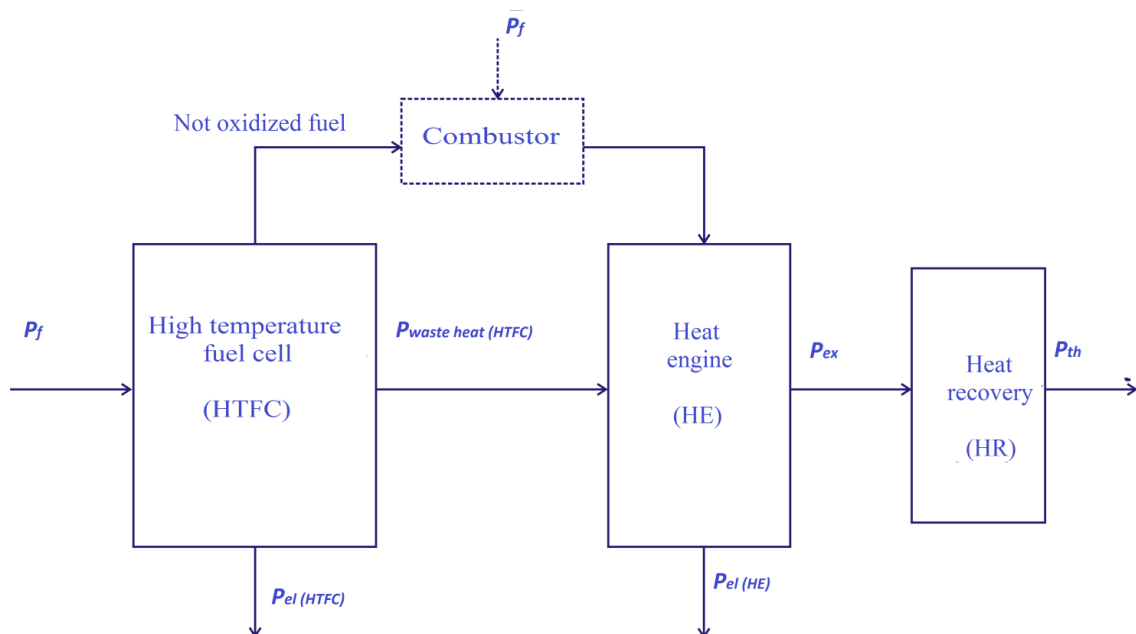 P̄f
Not oxidized fuel
Combustor
Pf
High temperature
fuel cell
(HTFC)
Pwaste heat (HTFC)
Heat
engine
(HE)
Pex
Heat
recovery
(HR)
Pth
Pel (HTFC)
Pel (HE)